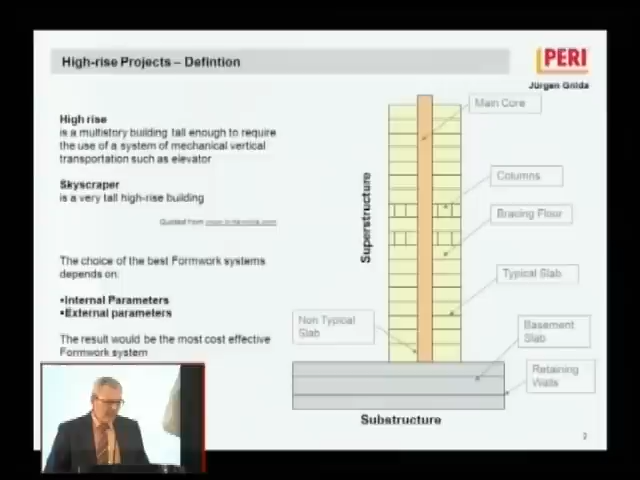 High-rise Projects – Defintion
PERI
Jürgen Gnida
High rise
is a multistory building tall enough to require
the use of a system of mechanical vertical
transportation such as elevator
Skyscraper
is a very tall high-rise building
Quoted from
The choice of the best Formwork systems
depends on:
▪Internal Parameters
▪External parameters
The result would be the most cost effective
Formwork system
Superstructure
Main Core
Columns
Bracing Floor
Typical Slab
Non Typical
Slab
Basement
Slab
Retaining
Walls
Substructure